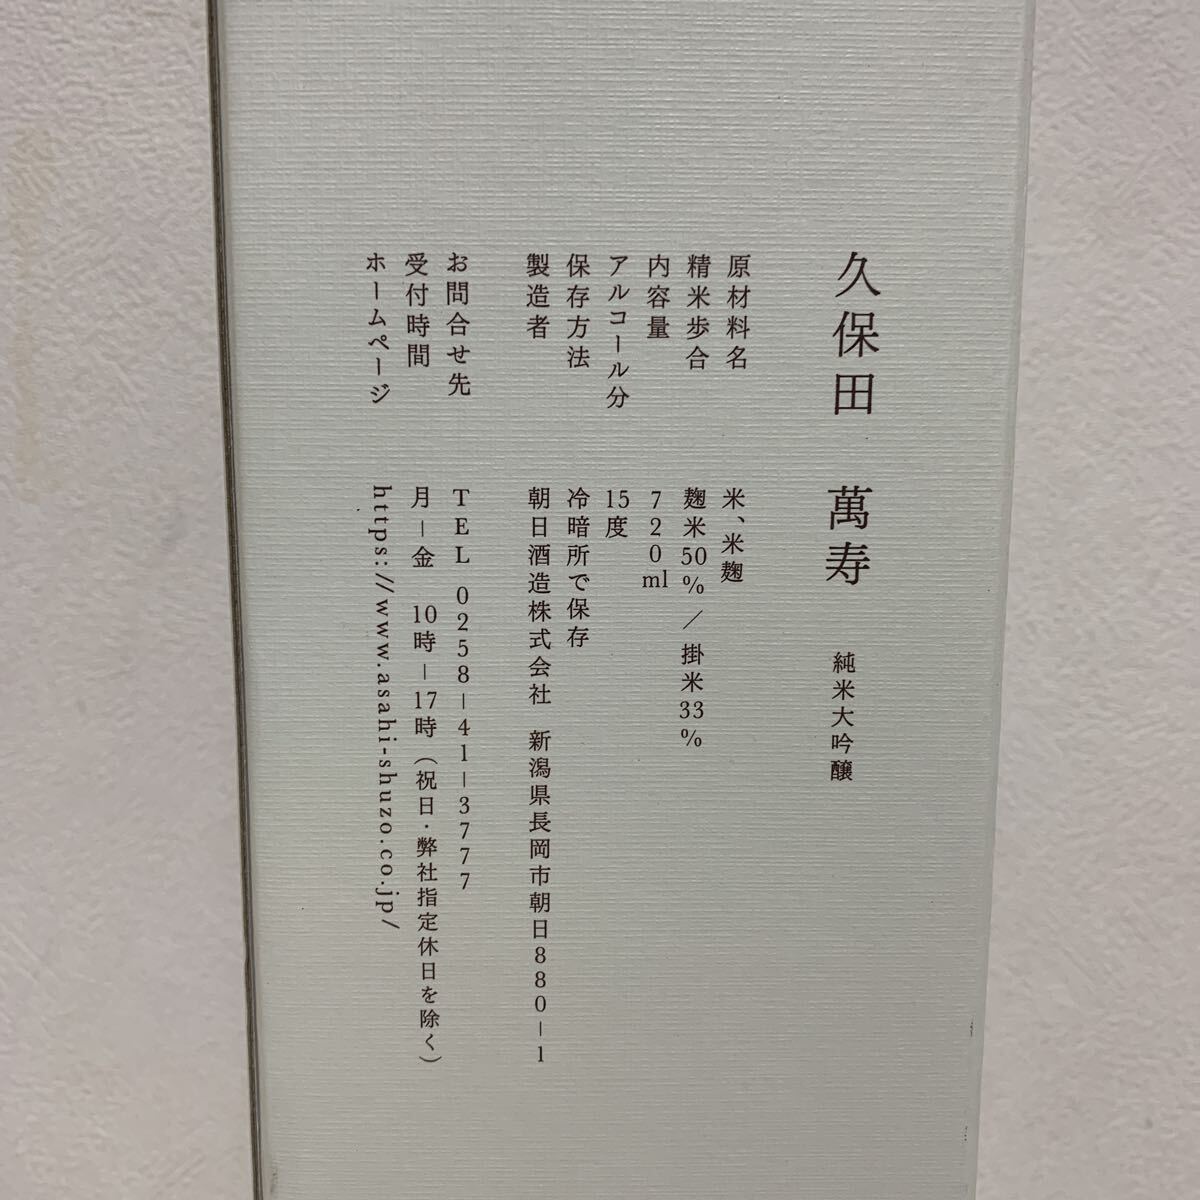 久保田 萬寿 純米大吟醸
原材料名 米、米麹
精米歩合 麹米50% / 掛米33%
内容量 720ml
アルコール分 15度
保存方法 冷暗所で保存
製造者 朝日酒造株式会社 新潟県長岡市朝日880-1
お問合せ先 TEL 0258-41-3777
受付時間 月-金 10時-17時(祝日・弊社指定休日を除く)
ホームページ https://www.asahi-shuzo.co.jp/